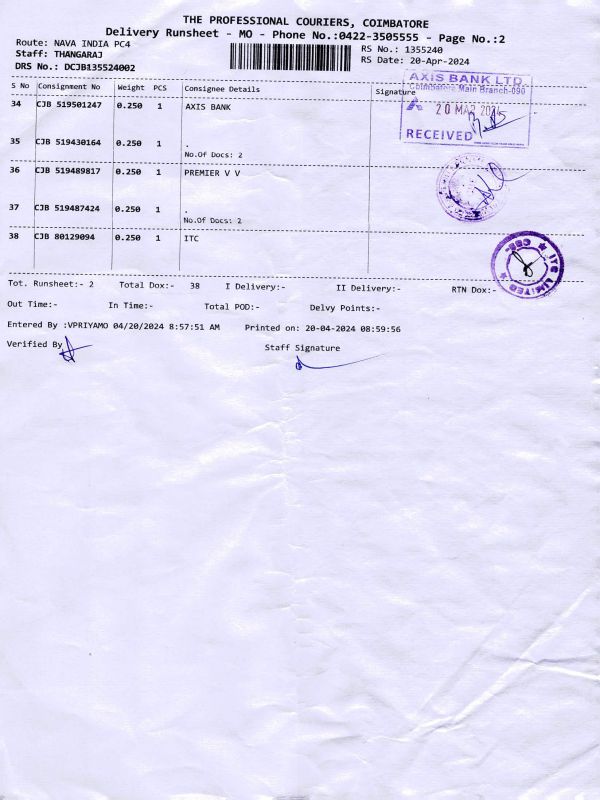 THE PROFESSIONAL COURIERS, COIMBATORE
Delivery Runsheet - MO - Phone No.:0422-3505555 - Page No.:2
Route: NAVA INDIA PC4
Staff: THANGARAJ
DRS No.: DCJB135524002
RS No.: 1355240
RS Date: 20-Apr-2024
S No Consignment No Weight PCS Consignee Details Signature
34 CJB 519501247 0.250 1 AXIS BANK
AXIS BANK LTD
Coimbatore Main Branch-090
20 MAR 2024
RECEIVED
35 CJB 519430164 0.250 1 .
No.Of Docs: 2
36 CJB 519489817 0.250 1 PREMIER V V
37 CJB 519487424 0.250 1 .
No.Of Docs: 2
38 CJB 80129094 0.250 1 ITC
ITC LIMITED ★ CBE- ★
Tot. Runsheet:- 2 Total Dox:- 38 I Delivery:- II Delivery:- RTN Dox:-
Out Time:- In Time:- Total POD:- Delvy Points:-
Entered By :VPRIYAMO 04/20/2024 8:57:51 AM Printed on: 20-04-2024 08:59:56
Verified By Staff Signature